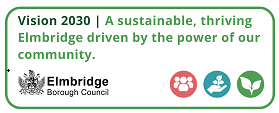 Vision 2030 | A sustainable, thriving
Elmbridge driven by the power of our
community.
Elmbridge
Borough Council